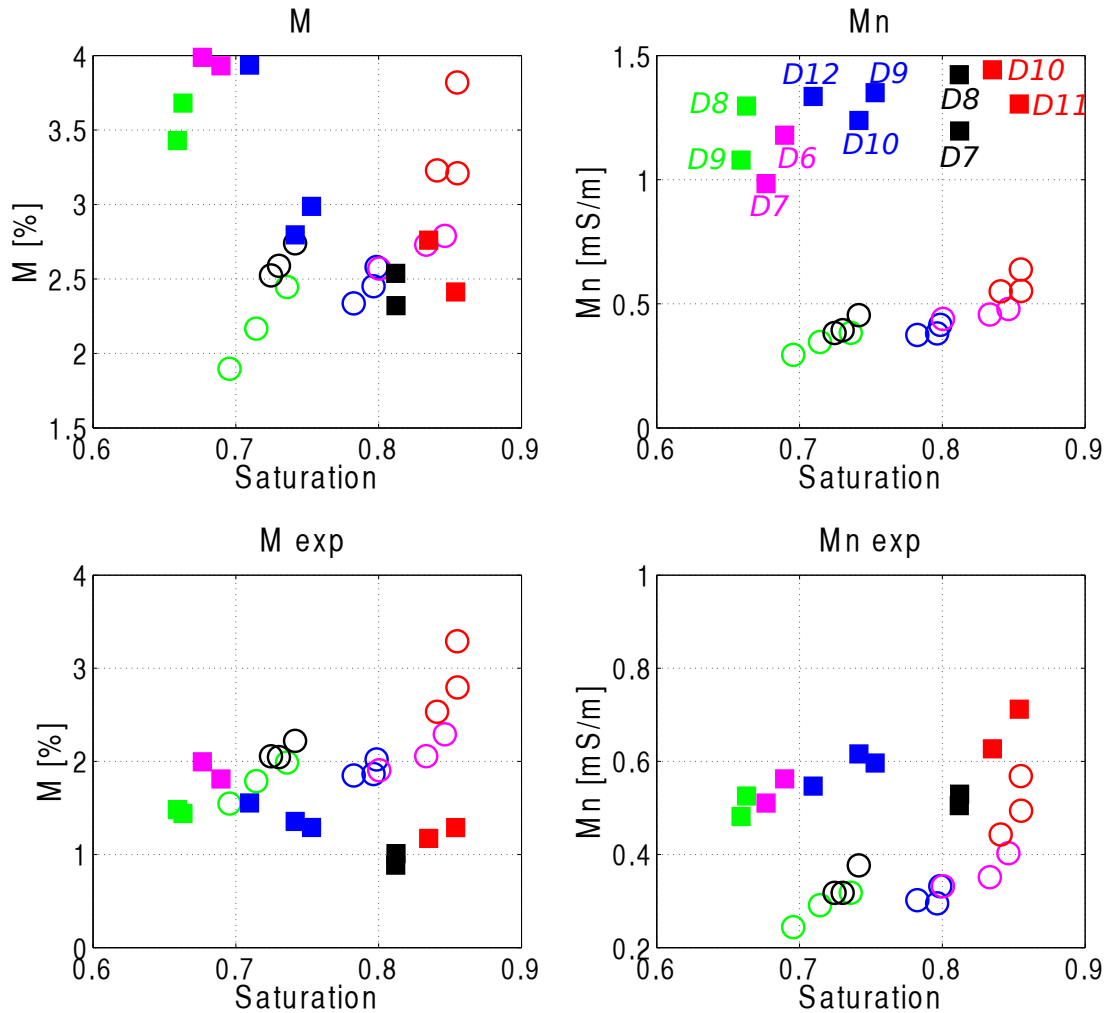 M
4
3.5
3
2.5
2
1.5
M [%]
0.6 0.7 0.8 0.9
Saturation
Mn
1.5
1
0.5
0
Mn [mS/m]
D8
D9
D6
D7
D12
D9
D10
D8
D7
D10
D11
0.6 0.7 0.8 0.9
Saturation
M exp
4
3
2
1
0
M [%]
0.6 0.7 0.8 0.9
Saturation
Mn exp
1
0.8
0.6
0.4
0.2
Mn [mS/m]
0.6 0.7 0.8 0.9
Saturation